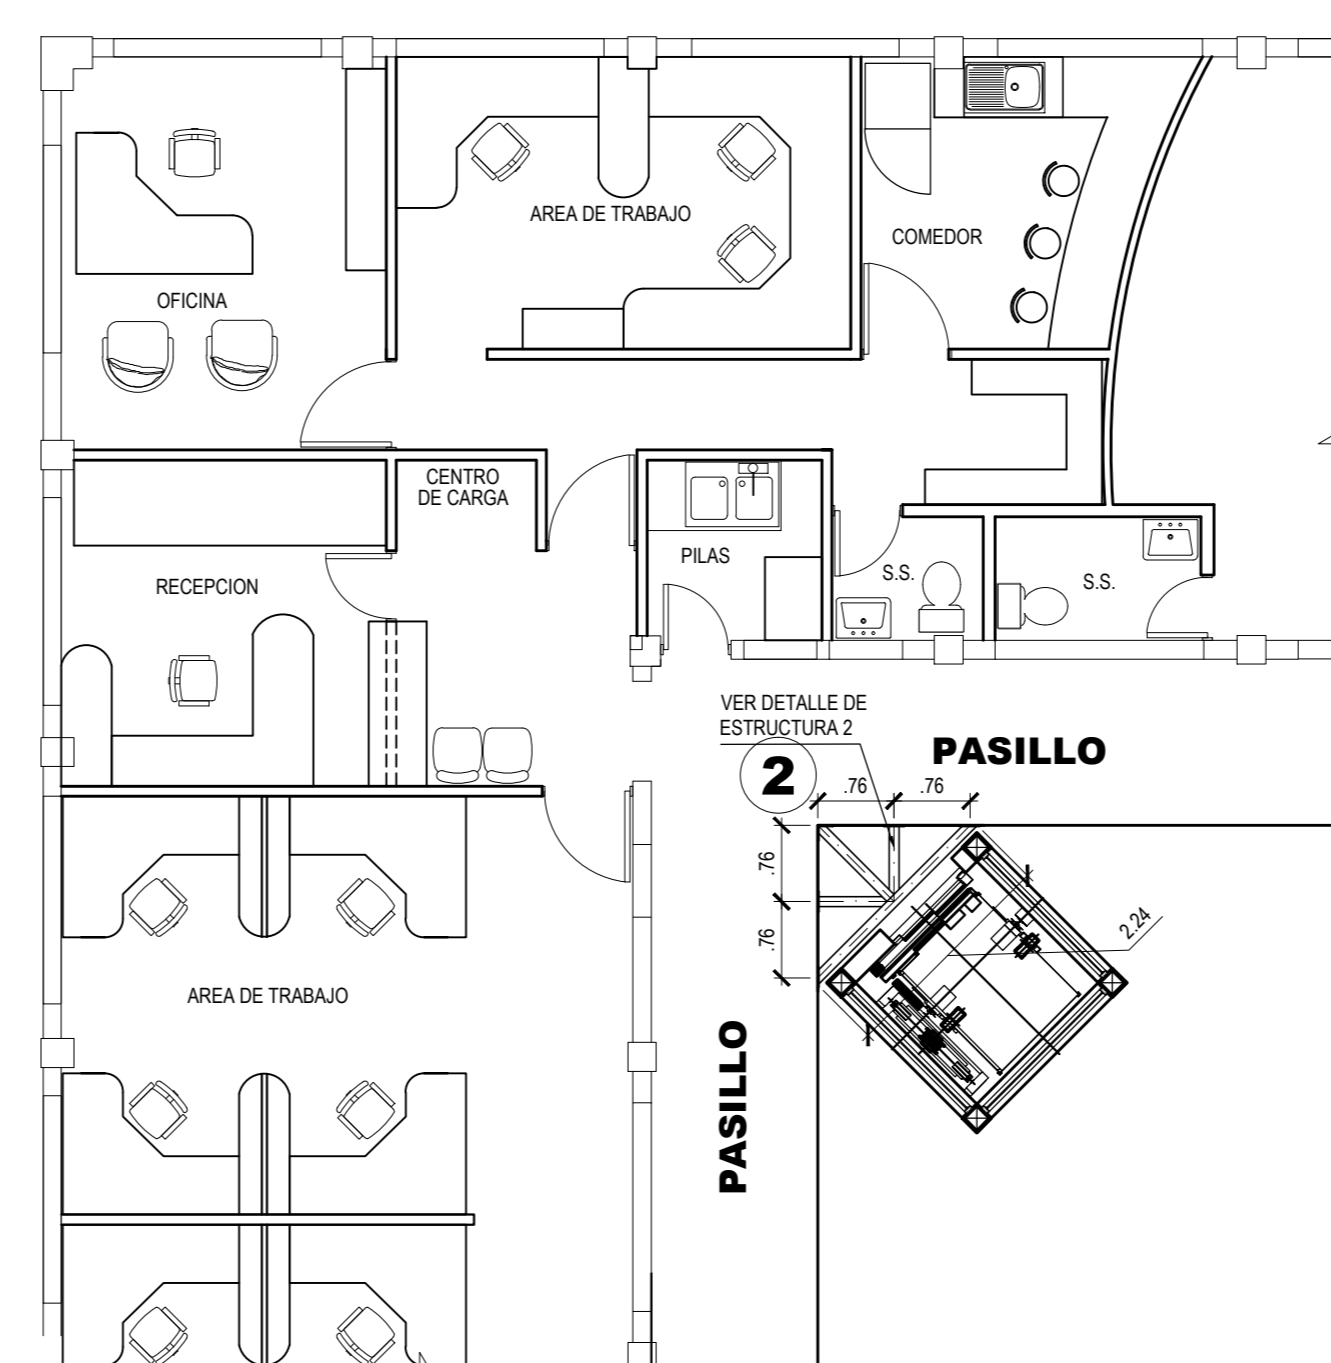 AREA DE TRABAJO
COMEDOR
OFICINA
CENTRO
DE CARGA
PILAS
S.S.
S.S.
RECEPCION
VER DETALLE DE
ESTRUCTURA 2
2
PASILLO
.76
.76
.76
.76
2.24
AREA DE TRABAJO
PASILLO